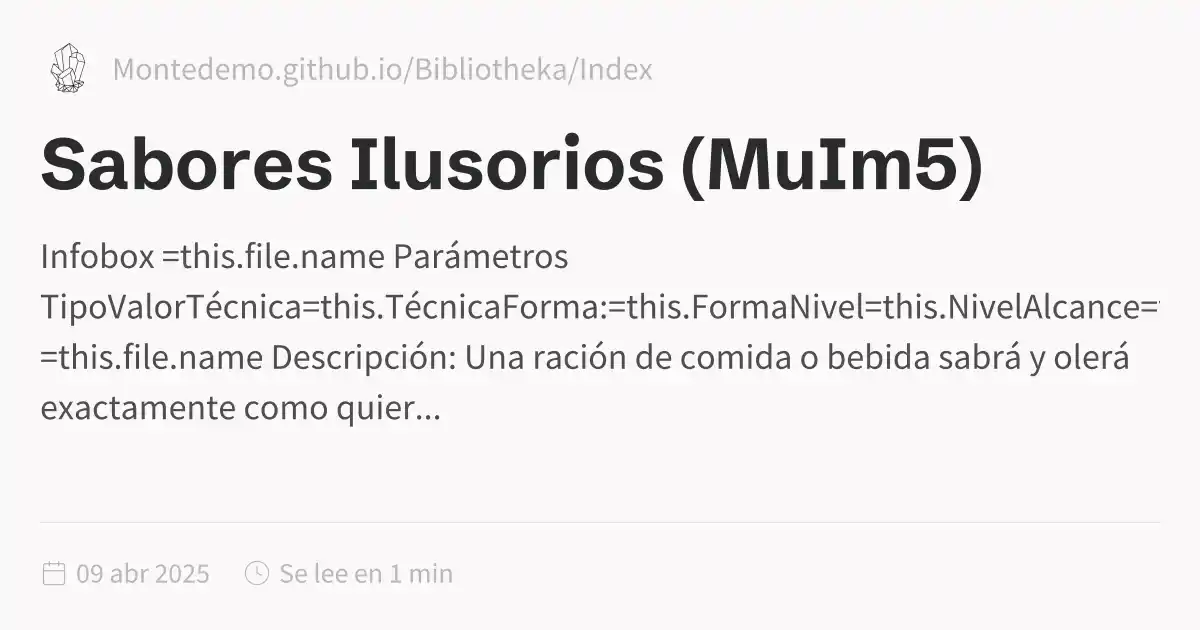 Montedemo.github.io/Bibliotheka/Index
Sabores Ilusorios (MuIm5)
Infobox =this.file.name Parámetros
TipoValorTécnica=this.TécnicaForma:=this.FormaNivel=this.NivelAlcance=
=this.file.name Descripción: Una ración de comida o bebida sabrá y olerá
exactamente como quier...
09 abr 2025 Se lee en 1 min